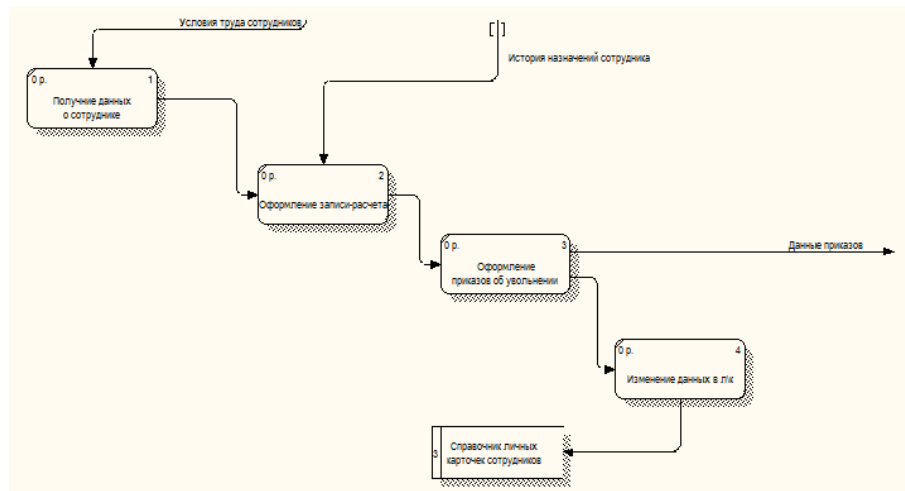 Условия труда сотрудников
[ ]
История назначений сотрудника
0 р. 1
Получние данных
о сотруднике
0 р. 2
Оформление записи-расчета
0 р. 3
Оформление
приказов об увольнении
Данные приказов
0 р. 4
Изменение данных в л\к
3
Справочник личных
карточек сотрудников